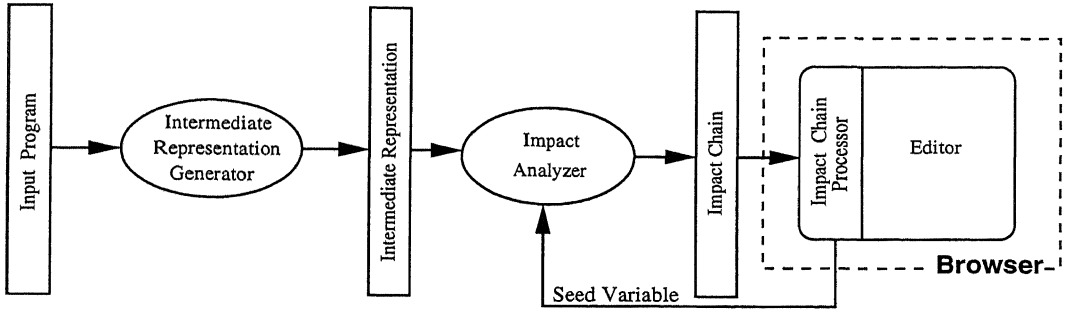 Input Program
Intermediate
Representation
Generator
Intermediate Representation
Impact
Analyzer
Impact Chain
Impact Chain
Processor
Editor
Browser
Seed Variable